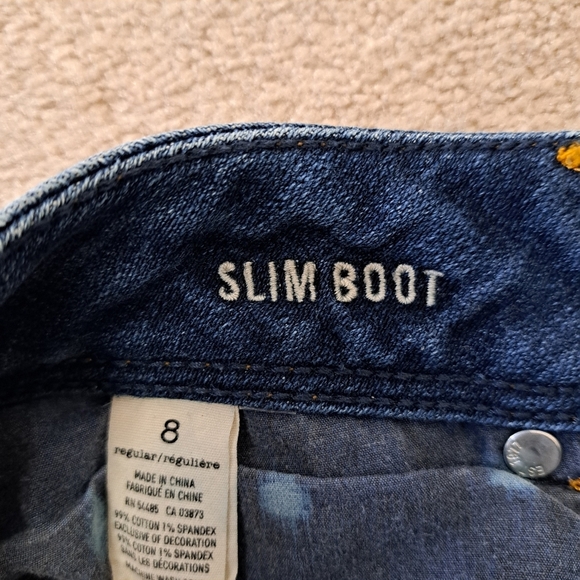 SLIM BOOT
8
regular/régulière
MADE IN CHINA
FABRIQUÉ EN CHINE
RN 54485 CA 03873
99% COTTON 1% SPANDEX
EXCLUSIVE OF DECORATION
99% COTON 1% SPANDEX
SANS LES DÉCORATIONS